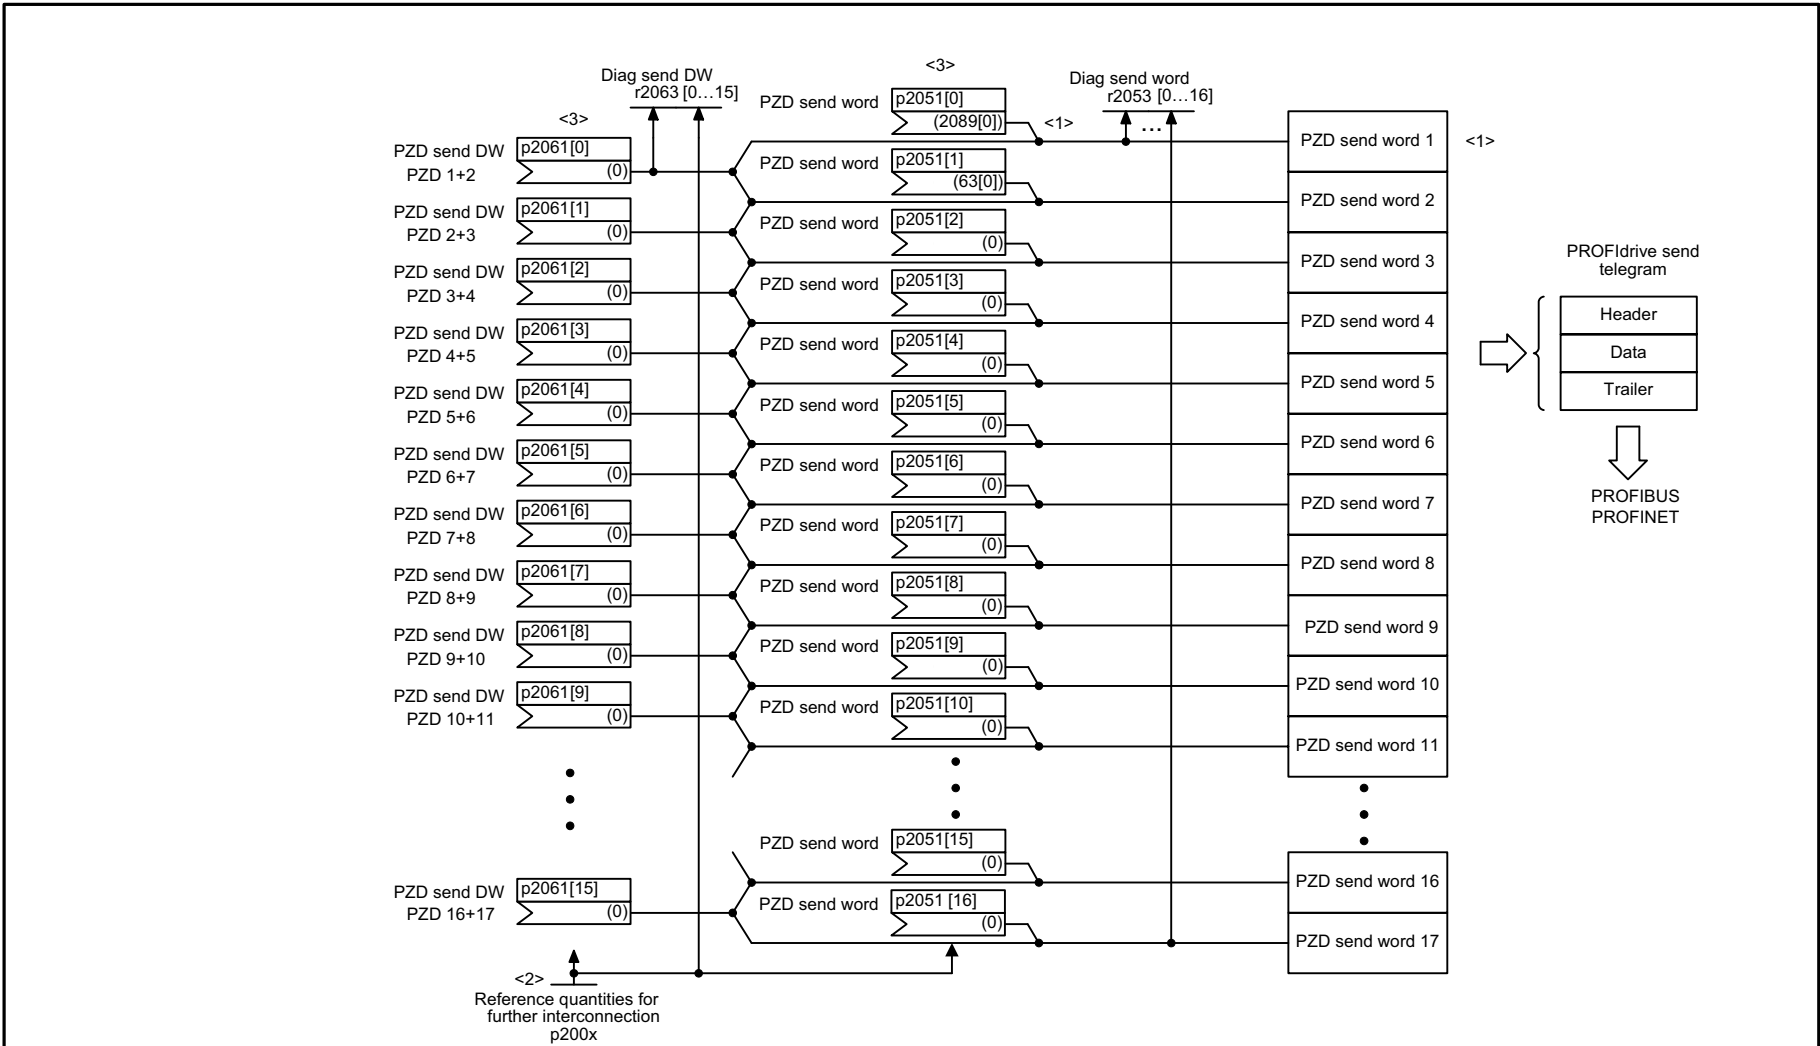 Diag send DW
r2063 [0…15]
<3>
PZD send DW
PZD 1+2
p2061[0]
(0)
PZD send DW
PZD 2+3
p2061[1]
(0)
PZD send DW
PZD 3+4
p2061[2]
(0)
PZD send DW
PZD 4+5
p2061[3]
(0)
PZD send DW
PZD 5+6
p2061[4]
(0)
PZD send DW
PZD 6+7
p2061[5]
(0)
PZD send DW
PZD 7+8
p2061[6]
(0)
PZD send DW
PZD 8+9
p2061[7]
(0)
PZD send DW
PZD 9+10
p2061[8]
(0)
PZD send DW
PZD 10+11
p2061[9]
(0)
PZD send DW
PZD 16+17
p2061[15]
(0)
<2>
Reference quantities for
further interconnection
p200x
<3>
PZD send word
p2051[0]
(2089[0])
<1>
PZD send word
p2051[1]
(63[0])
PZD send word
p2051[2]
(0)
PZD send word
p2051[3]
(0)
PZD send word
p2051[4]
(0)
PZD send word
p2051[5]
(0)
PZD send word
p2051[6]
(0)
PZD send word
p2051[7]
(0)
PZD send word
p2051[8]
(0)
PZD send word
p2051[9]
(0)
PZD send word
p2051[10]
(0)
PZD send word
p2051[15]
(0)
PZD send word
p2051 [16]
(0)
Diag send word
r2053 [0…16]
...
PZD send word 1
<1>
PZD send word 2
PZD send word 3
PZD send word 4
PZD send word 5
PZD send word 6
PZD send word 7
PZD send word 8
PZD send word 9
PZD send word 10
PZD send word 11
PZD send word 16
PZD send word 17
PROFIdrive send
telegram
Header
Data
Trailer
PROFIBUS
PROFINET